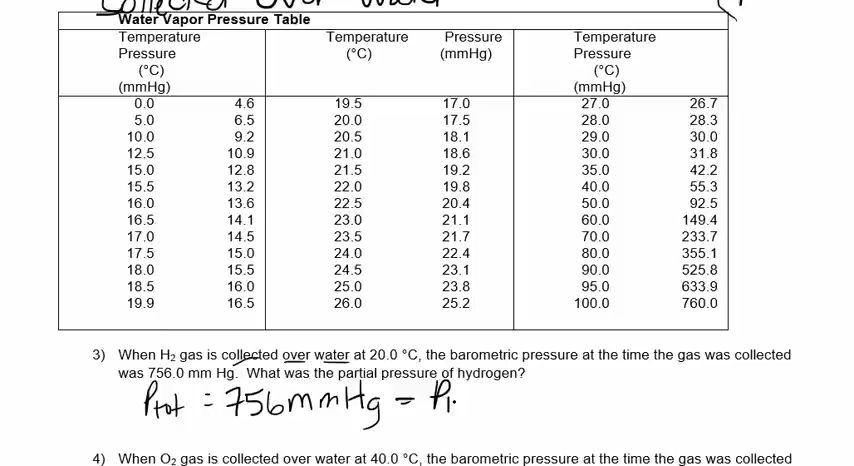 Collected over water
Water Vapor Pressure Table
Temperature Pressure (°C) (mmHg) Temperature (°C) Pressure (mmHg) Temperature Pressure (°C) (mmHg)
0.0 4.6 19.5 17.0 27.0 26.7
5.0 6.5 20.0 17.5 28.0 28.3
10.0 9.2 20.5 18.1 29.0 30.0
12.5 10.9 21.0 18.6 30.0 31.8
15.0 12.8 21.5 19.2 35.0 42.2
15.5 13.2 22.0 19.8 40.0 55.3
16.0 13.6 22.5 20.4 50.0 92.5
16.5 14.1 23.0 21.1 60.0 149.4
17.0 14.5 23.5 21.7 70.0 233.7
17.5 15.0 24.0 22.4 80.0 355.1
18.0 15.5 24.5 23.1 90.0 525.8
18.5 16.0 25.0 23.8 95.0 633.9
19.9 16.5 26.0 25.2 100.0 760.0
3) When H₂ gas is collected over water at 20.0 °C, the barometric pressure at the time the gas was collected
was 756.0 mm Hg. What was the partial pressure of hydrogen?
Ptot = 756mmHg = P1.
4) When O₂ gas is collected over water at 40.0 °C, the barometric pressure at the time the gas was collected